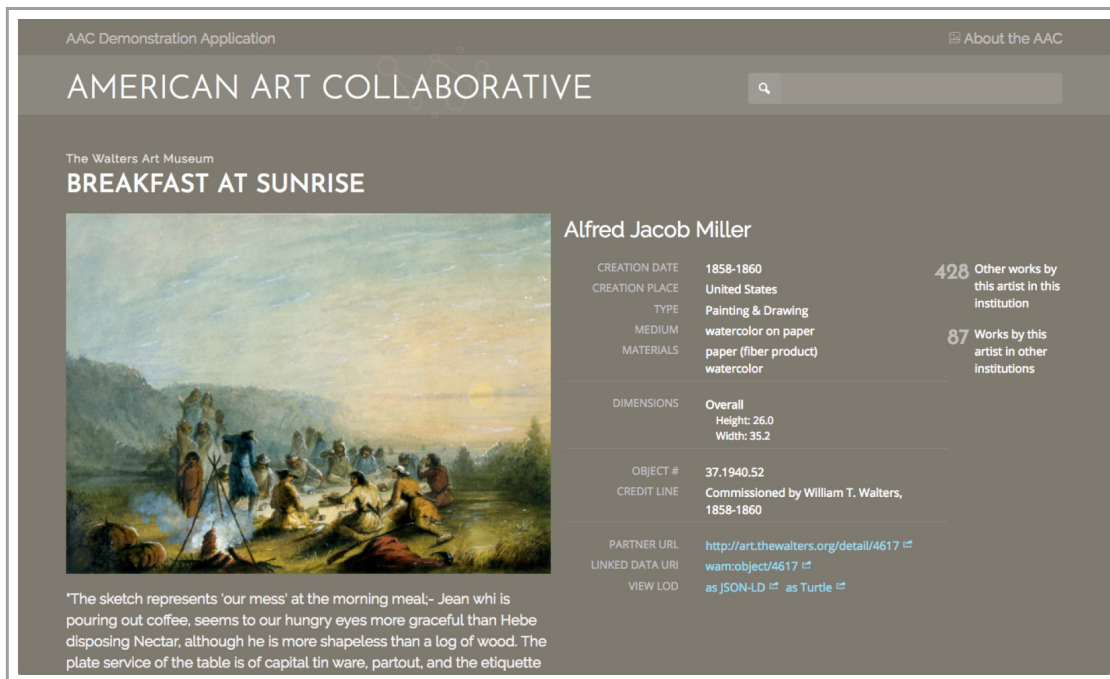 AAC Demonstration Application
About the AAC
AMERICAN ART COLLABORATIVE
The Walters Art Museum
BREAKFAST AT SUNRISE
Alfred Jacob Miller
CREATION DATE 1858-1860
CREATION PLACE United States
TYPE Painting & Drawing
MEDIUM watercolor on paper
MATERIALS paper (fiber product)
watercolor
428 Other works by
this artist in this
institution
87 Works by this
artist in other
institutions
DIMENSIONS Overall
Height: 26.0
Width: 35.2
OBJECT # 37.1940.52
CREDIT LINE Commissioned by William T. Walters,
1858-1860
PARTNER URL http://art.thewalters.org/detail/4617
LINKED DATA URI wam:object/4617
VIEW LOD as JSON-LD as Turtle
"The sketch represents 'our mess' at the morning meal;- Jean whi is
pouring out coffee, seems to our hungry eyes more graceful than Hebe
disposing Nectar, although he is more shapeless than a log of wood. The
plate service of the table is of capital tin ware, partout, and the etiquette